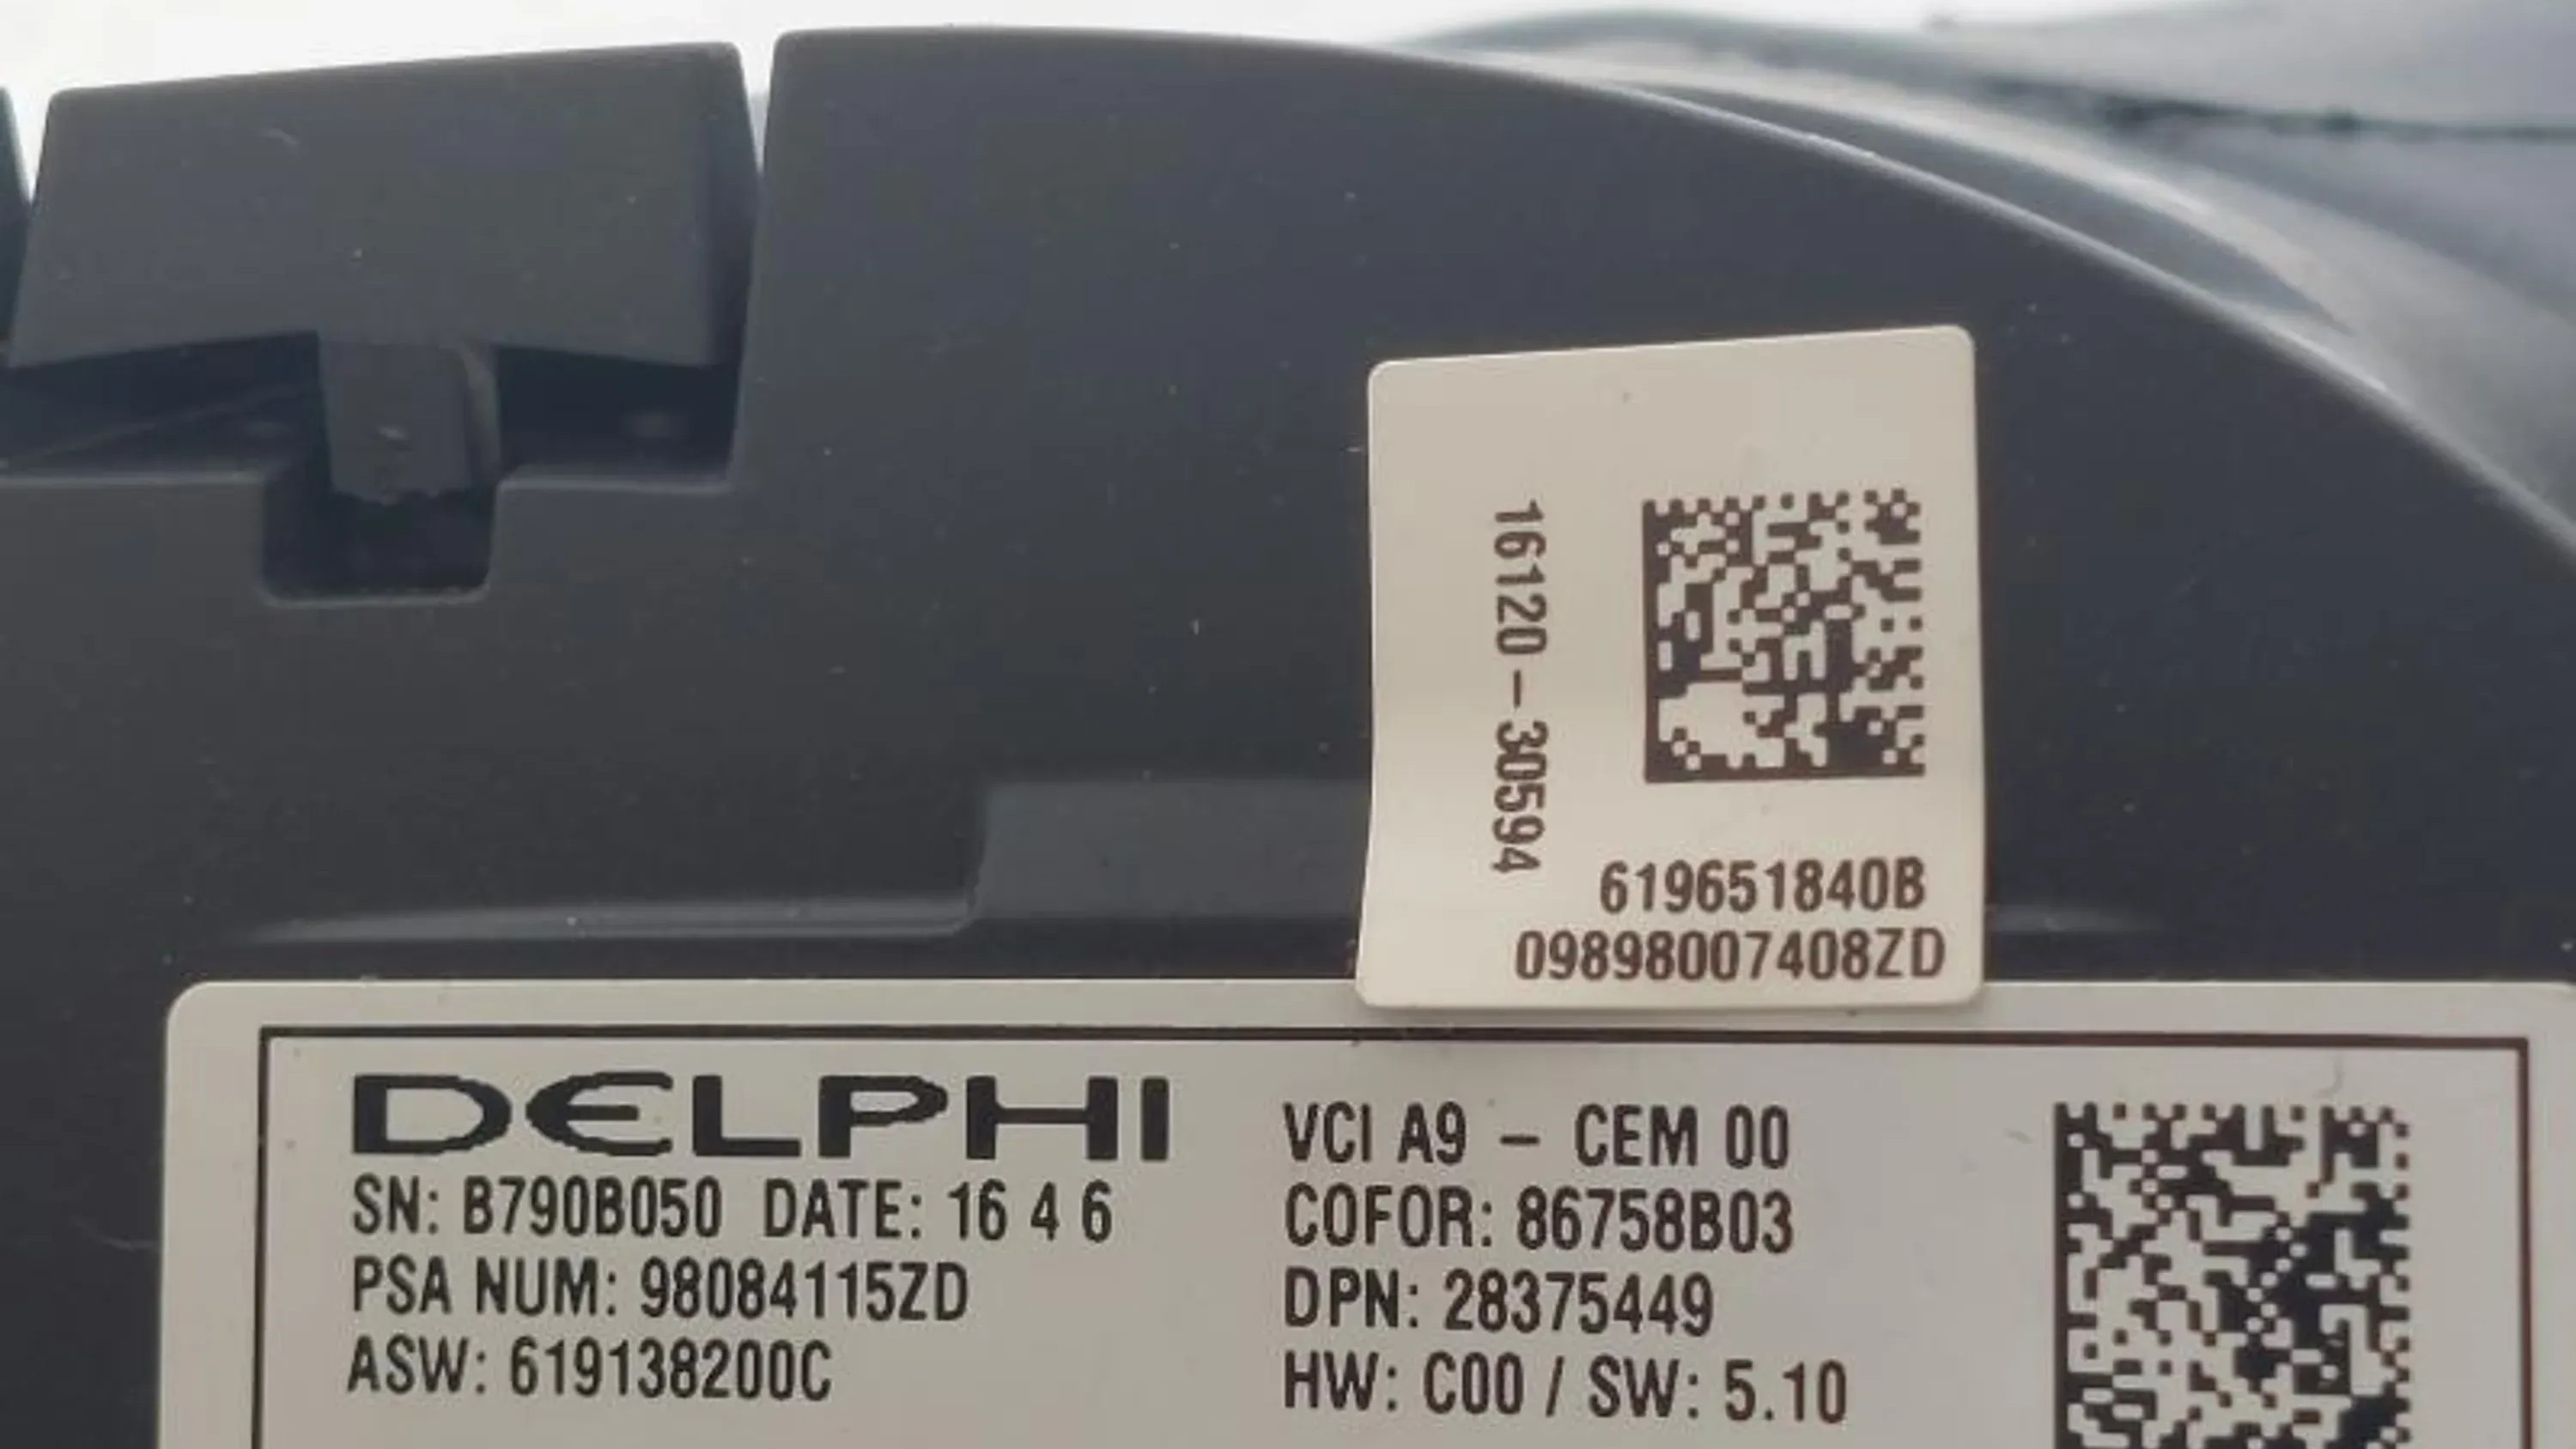 16120-30594
619651840B
09898007408ZD
DELPHI
SN: B790B050 DATE: 16 4 6
PSA NUM: 98084115ZD
ASW: 619138200C
VCI A9 - CEM 00
COFOR: 86758B03
DPN: 28375449
HW: C00 / SW: 5.10